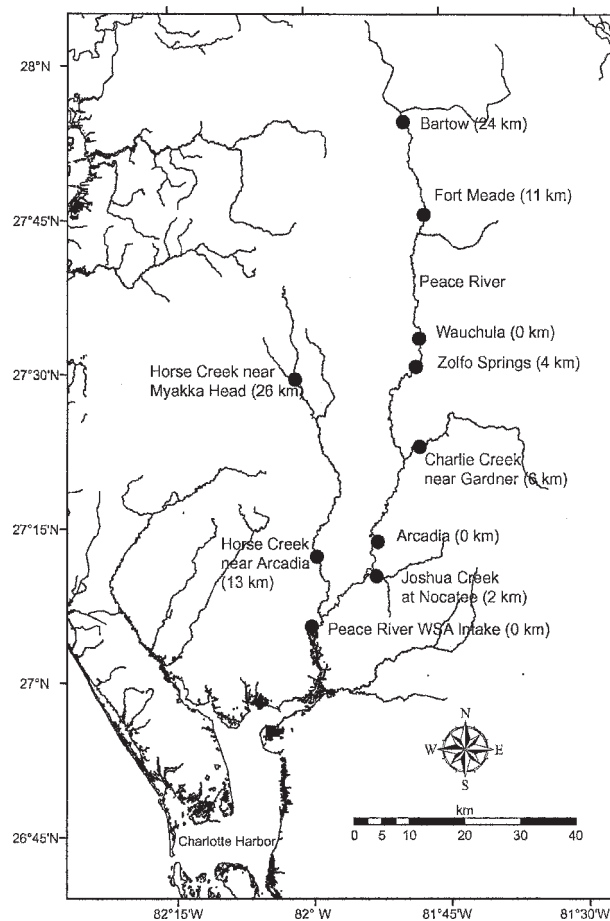 28°N
Bartow (24 km)
Fort Meade (11 km)
27°45'N
Peace River
Wauchula (0 km)
Zolfo Springs (4 km)
Horse Creek near
Myakka Head (26 km)
27°30'N
Charlie Creek
near Gardner (6 km)
27°15'N
Arcadia (0 km)
Horse Creek
near Arcadia
(13 km)
Joshua Creek
at Nocatee (2 km)
Peace River WSA Intake (0 km)
27°N
N
W
E
S
km
0 5 10 20 30 40
26°45'N
Charlotte Harbor
82°15'W
82°W
81°45'W
81°30'W